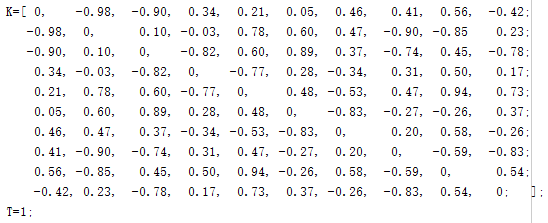 K=[ 0, -0.98, -0.90, 0.34, 0.21, 0.05, 0.46, 0.41, 0.56, -0.42;
-0.98, 0, 0.10, -0.03, 0.78, 0.60, 0.47, -0.90, -0.85 0.23;
-0.90, 0.10, 0, -0.82, 0.60, 0.89, 0.37, -0.74, 0.45, -0.78;
0.34, -0.03, -0.82, 0, -0.77, 0.28, -0.34, 0.31, 0.50, 0.17;
0.21, 0.78, 0.60, -0.77, 0, 0.48, -0.53, 0.47, 0.94, 0.73;
0.05, 0.60, 0.89, 0.28, 0.48, 0, -0.83, -0.27, -0.26, 0.37;
0.46, 0.47, 0.37, -0.34, -0.53, -0.83, 0, 0.20, 0.58, -0.26;
0.41, -0.90, -0.74, 0.31, 0.47, -0.27, 0.20, 0, -0.59, -0.83;
0.56, -0.85, 0.45, 0.50, 0.94, -0.26, 0.58, -0.59, 0, 0.54;
-0.42, 0.23, -0.78, 0.17, 0.73, 0.37, -0.26, -0.83, 0.54, 0; ];
T=1;